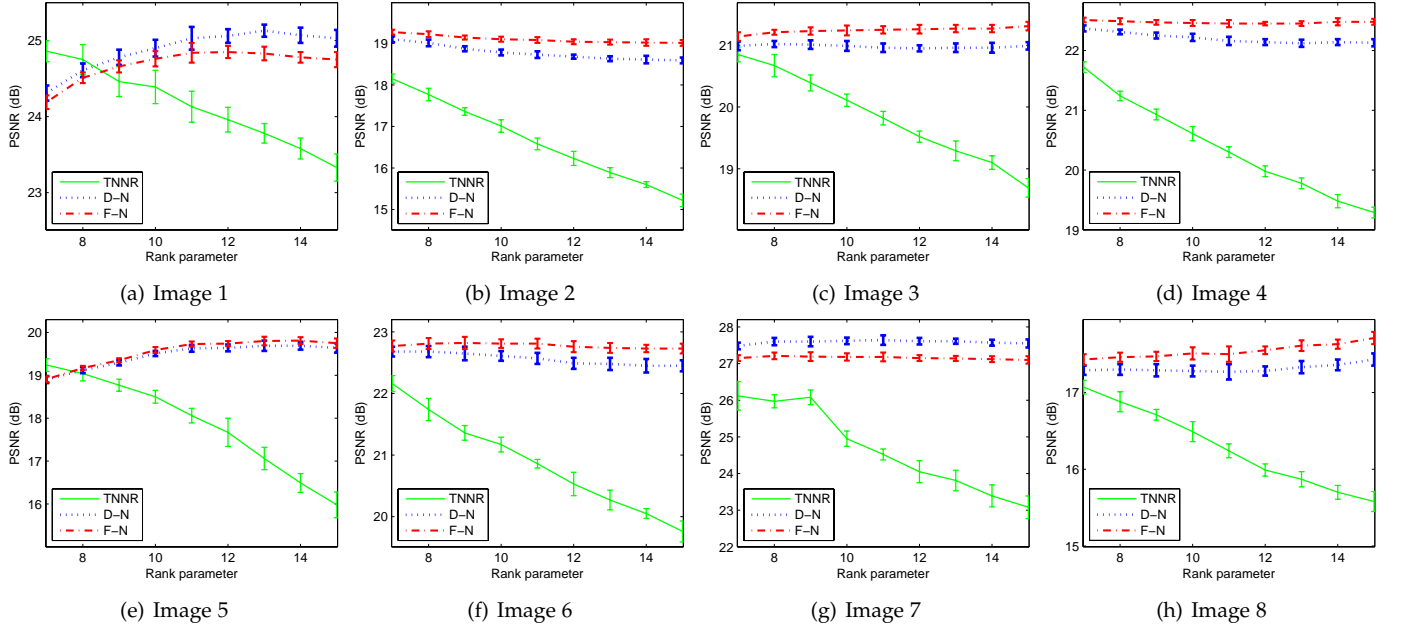 PSNR (dB)
25
24
23
TNNR
D-N
F-N
8 10 12 14
Rank parameter
(a) Image 1
PSNR (dB)
20
19
18
17
16
15
TNNR
D-N
F-N
8 10 12 14
Rank parameter
(b) Image 2
PSNR (dB)
21
20
19
TNNR
D-N
F-N
8 10 12 14
Rank parameter
(c) Image 3
PSNR (dB)
22
21
20
19
TNNR
D-N
F-N
8 10 12 14
Rank parameter
(d) Image 4
PSNR (dB)
20
19
18
17
16
TNNR
D-N
F-N
8 10 12 14
Rank parameter
(e) Image 5
PSNR (dB)
23
22
21
20
TNNR
D-N
F-N
8 10 12 14
Rank parameter
(f) Image 6
PSNR (dB)
28
27
26
25
24
23
22
TNNR
D-N
F-N
8 10 12 14
Rank parameter
(g) Image 7
PSNR (dB)
17
16
15
TNNR
D-N
F-N
8 10 12 14
Rank parameter
(h) Image 8